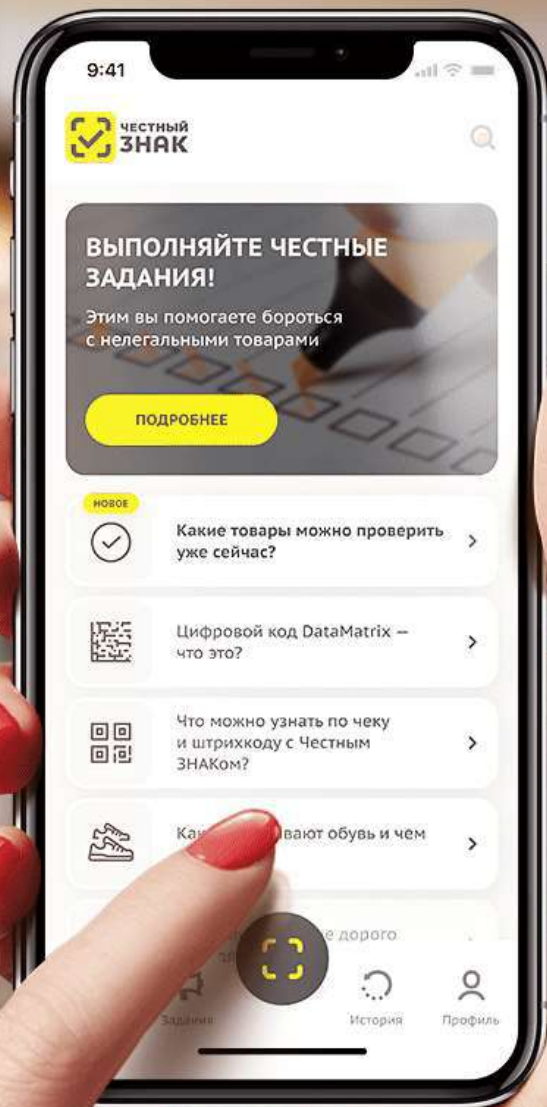 9:41
ЧЕСТНЫЙ
ЗНАК
ВЫПОЛНЯЙТЕ ЧЕСТНЫЕ
ЗАДАНИЯ!
Этим вы помогаете бороться
с нелегальными товарами
ПОДРОБНЕЕ
НОВОЕ
Какие товары можно проверить
уже сейчас?
Цифровой код DataMatrix —
что это?
Что можно узнать по чеку
и штрихкоду с Честным
ЗНАКом?
обувь и чем
дорого
Задания
История
Профиль